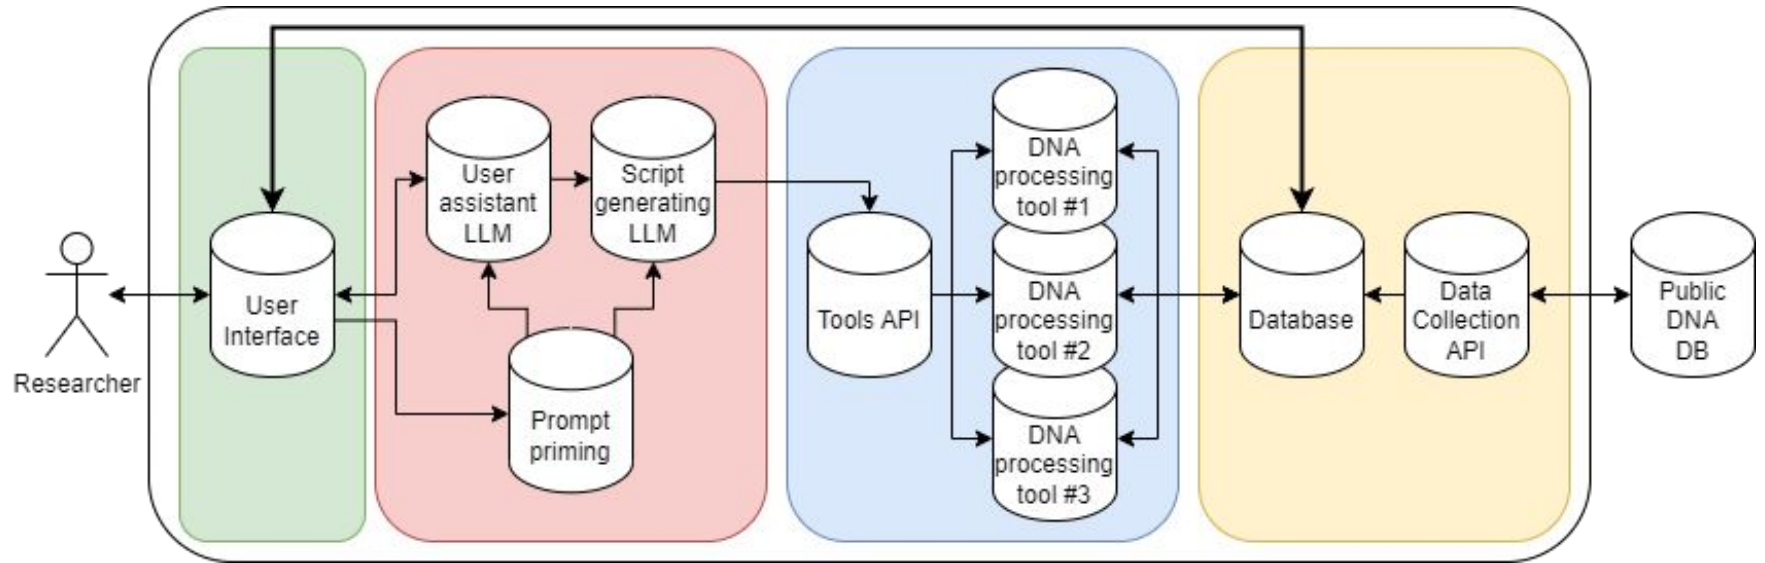 Researcher
User
Interface
User
assistant
LLM
Script
generating
LLM
Prompt
priming
Tools API
DNA
processing
tool #1
DNA
processing
tool #2
DNA
processing
tool #3
Database
Data
Collection
API
Public
DNA
DB